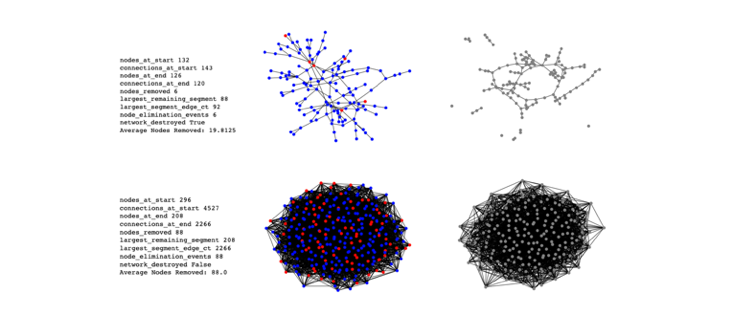 nodes_at_start 132
connections_at_start 143
nodes_at_end 126
connections_at_end 120
nodes_removed 6
largest_remaining_segment 88
largest_segment_edge_ct 92
node_elimination_events 6
network_destroyed True
Average Nodes Removed: 19.8125
nodes_at_start 296
connections_at_start 4527
nodes_at_end 208
connections_at_end 2266
nodes_removed 88
largest_remaining_segment 208
largest_segment_edge_ct 2266
node_elimination_events 88
network_destroyed False
Average Nodes Removed: 88.0